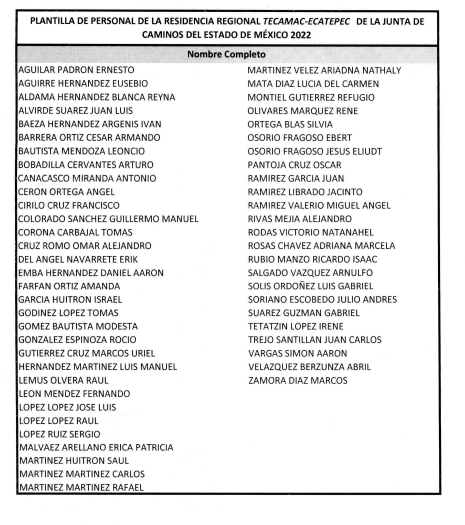 PLANTILLA DE PERSONAL DE LA RESIDENCIA REGIONAL TECAMAC-ECATEPEC DE LA JUNTA DE
CAMINOS DEL ESTADO DE MÉXICO 2022
Nombre Completo
AGUILAR PADRON ERNESTO
AGUIRRE HERNANDEZ EUSEBIO
ALDAMA HERNANDEZ BLANCA REYNA
ALVIRDE SUAREZ JUAN LUIS
BAEZA HERNANDEZ ARGENIS IVAN
BARRERA ORTIZ CESAR ARMANDO
BAUTISTA MENDOZA LEONCIO
BOBADILLA CERVANTES ARTURO
CANACASCO MIRANDA ANTONIO
CERON ORTEGA ANGEL
CIRILO CRUZ FRANCISCO
COLORADO SANCHEZ GUILLERMO MANUEL
CORONA CARBAJAL TOMAS
CRUZ ROMO OMAR ALEJANDRO
DEL ANGEL NAVARRETE ERIK
EMBA HERNANDEZ DANIEL AARON
FARFAN ORTIZ AMANDA
GARCIA HUITRON ISRAEL
GODINEZ LOPEZ TOMAS
GOMEZ BAUTISTA MODESTA
GONZALEZ ESPINOZA ROCIO
GUTIERREZ CRUZ MARCOS URIEL
HERNANDEZ MARTINEZ LUIS MANUEL
LEMUS OLVERA RAUL
LEON MENDEZ FERNANDO
LOPEZ LOPEZ JOSE LUIS
LOPEZ LOPEZ RAUL
LOPEZ RUIZ SERGIO
MALVAEZ ARELLANO ERICA PATRICIA
MARTINEZ HUITRON SAUL
MARTINEZ MARTINEZ CARLOS
MARTINEZ MARTINEZ RAFAEL
MARTINEZ VELEZ ARIADNA NATHALY
MATA DIAZ LUCIA DEL CARMEN
MONTIEL GUTIERREZ REFUGIO
OLIVARES MARQUEZ RENE
ORTEGA BLAS SILVIA
OSORIO FRAGOSO EBERT
OSORIO FRAGOSO JESUS ELIUDT
PANTOJA CRUZ OSCAR
RAMIREZ GARCIA JUAN
RAMIREZ LIBRADO JACINTO
RAMIREZ VALERIO MIGUEL ANGEL
RIVAS MEJIA ALEJANDRO
RODAS VICTORIO NATANAHEL
ROSAS CHAVEZ ADRIANA MARCELA
RUBIO MANZO RICARDO ISAAC
SALGADO VAZQUEZ ARNULFO
SOLIS ORDOÑEZ LUIS GABRIEL
SORIANO ESCOBEDO JULIO ANDRES
SUAREZ GUZMAN GABRIEL
TETATZIN LOPEZ IRENE
TREJO SANTILLAN JUAN CARLOS
VARGAS SIMON AARON
VELAZQUEZ BERZUNZA ABRIL
ZAMORA DIAZ MARCOS